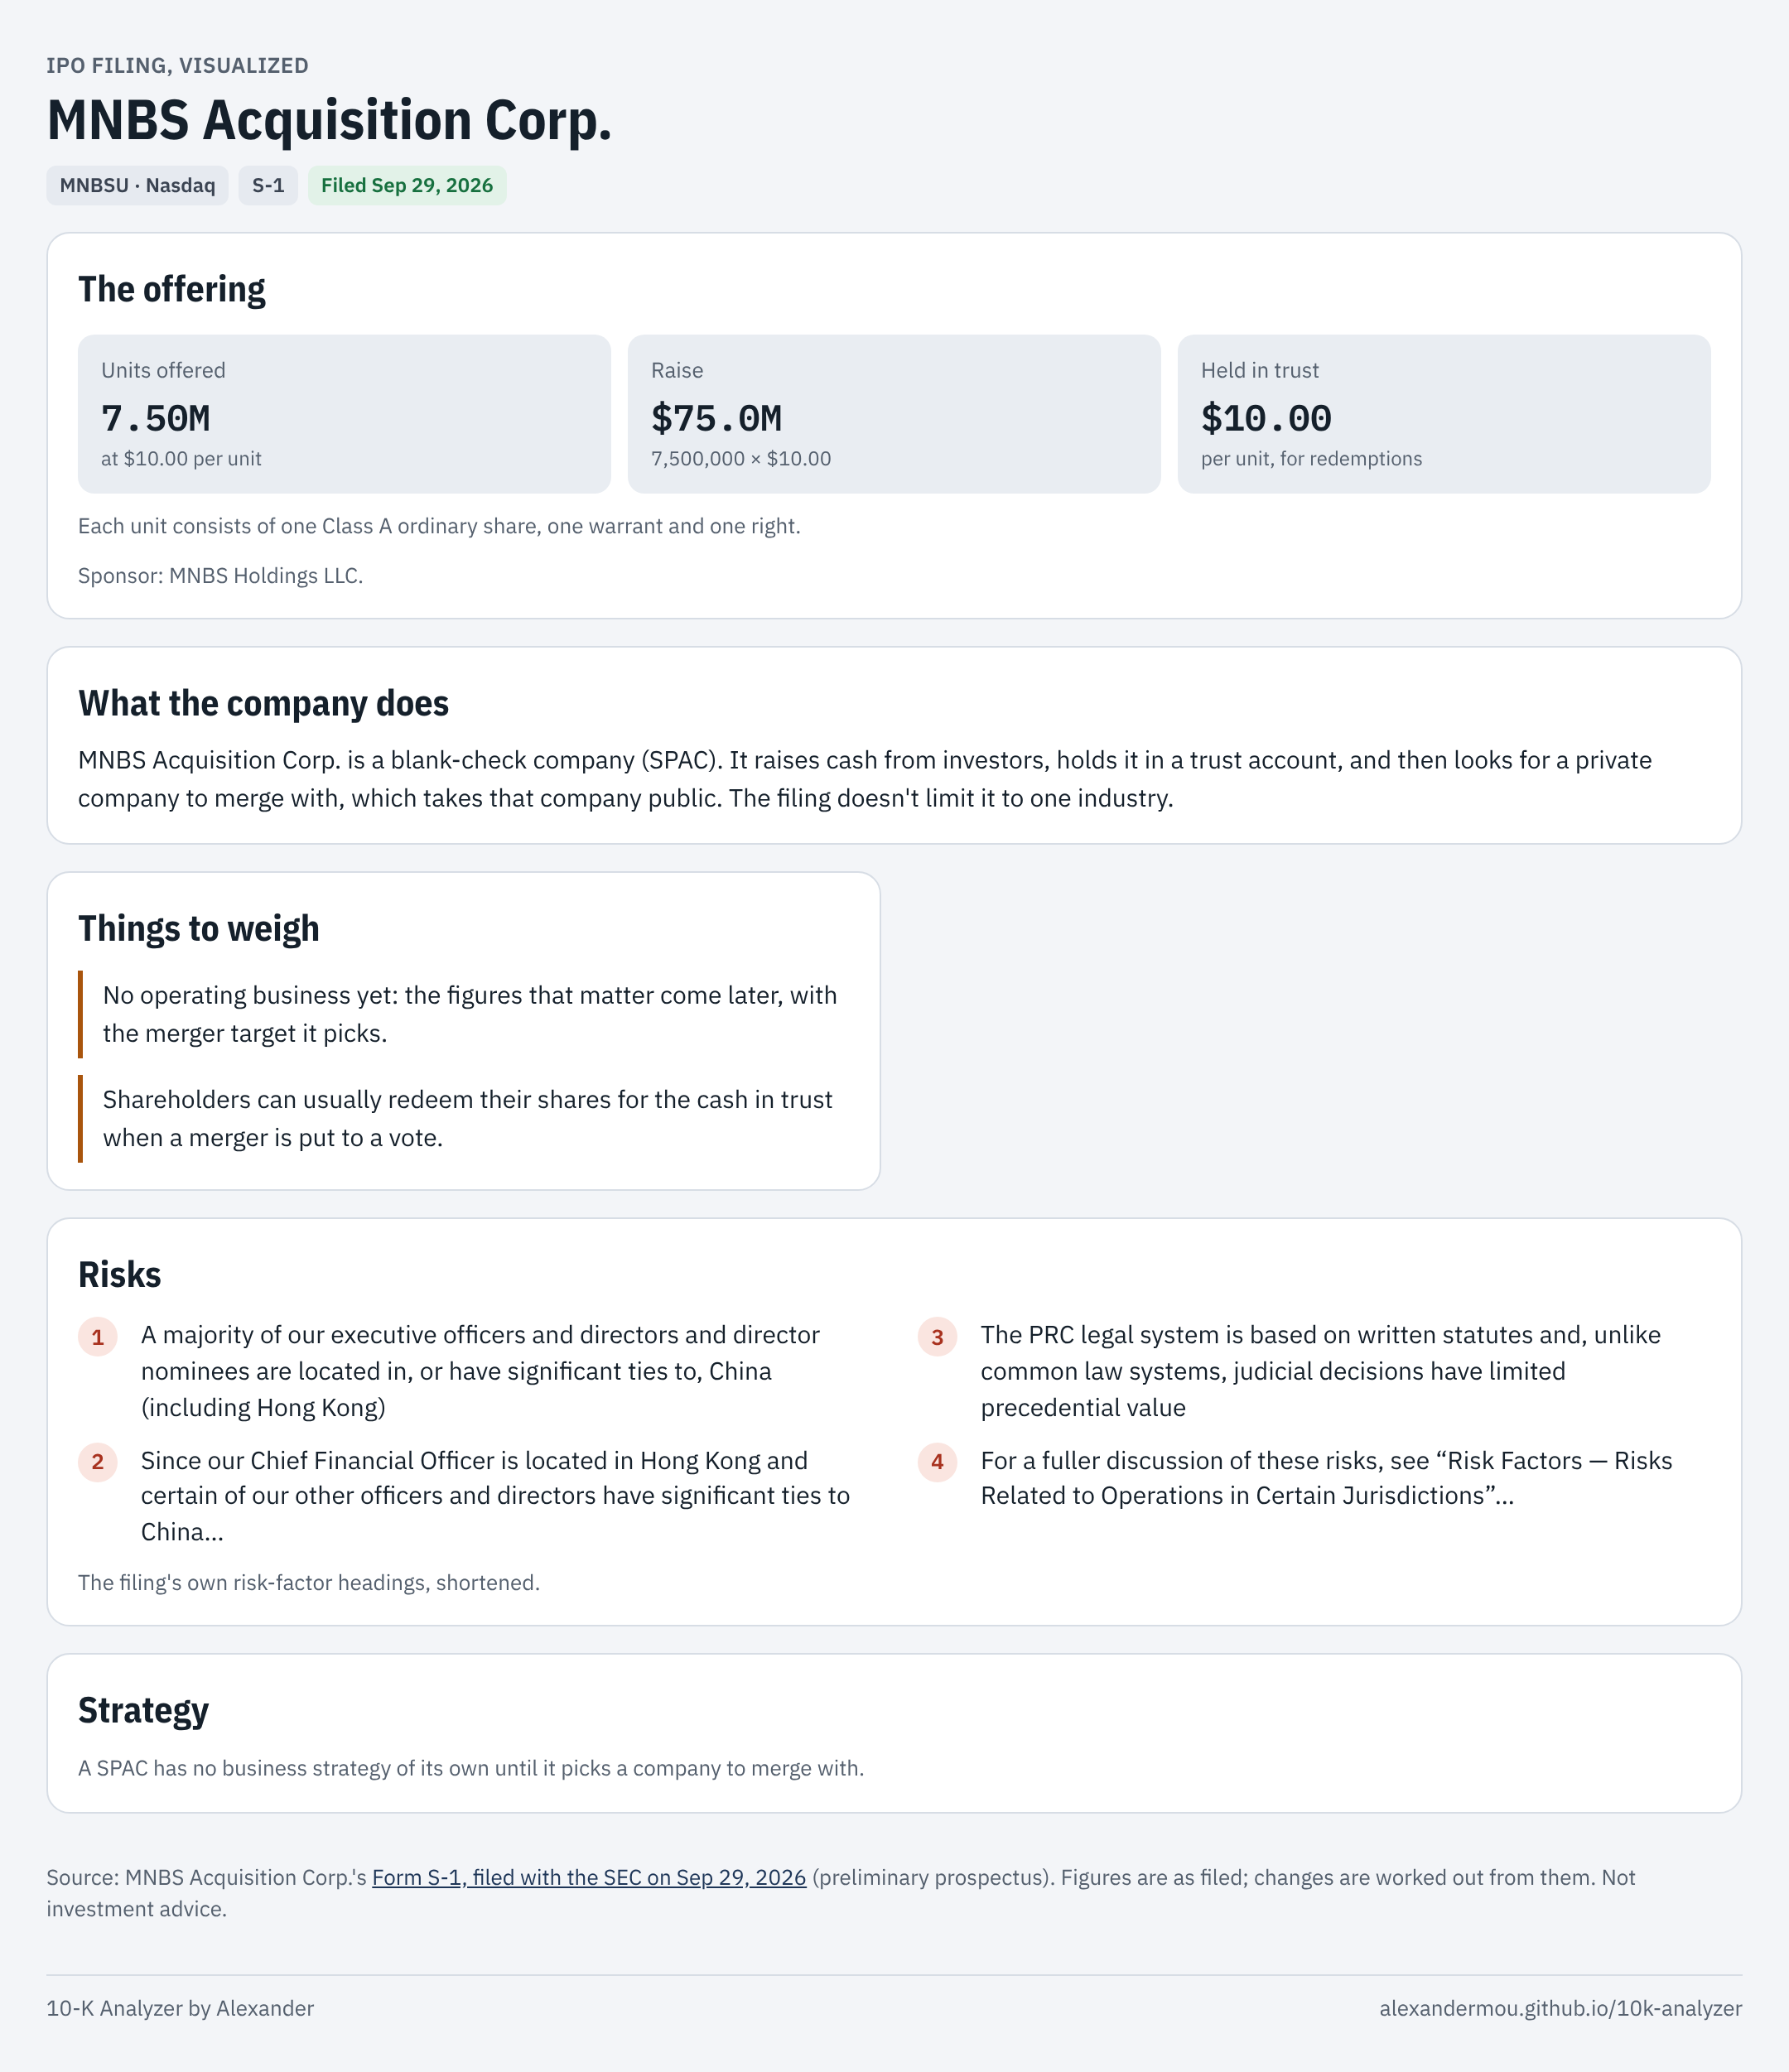 IPO FILING, VISUALIZED
MNBS Acquisition Corp.
MNBSU · Nasdaq
S-1
Filed Sep 29, 2026
The offering
Units offered
7.50M
at $10.00 per unit
Raise
$75.0M
7,500,000 × $10.00
Held in trust
$10.00
per unit, for redemptions
Each unit consists of one Class A ordinary share, one warrant and one right.
Sponsor: MNBS Holdings LLC.
What the company does
MNBS Acquisition Corp. is a blank-check company (SPAC). It raises cash from investors, holds it in a trust account, and then looks for a private
company to merge with, which takes that company public. The filing doesn't limit it to one industry.
Things to weigh
No operating business yet: the figures that matter come later, with
the merger target it picks.
Shareholders can usually redeem their shares for the cash in trust
when a merger is put to a vote.
Risks
1
A majority of our executive officers and directors and director
nominees are located in, or have significant ties to, China
(including Hong Kong)
2
Since our Chief Financial Officer is located in Hong Kong and
certain of our other officers and directors have significant ties to
China…
3
The PRC legal system is based on written statutes and, unlike
common law systems, judicial decisions have limited
precedential value
4
For a fuller discussion of these risks, see “Risk Factors — Risks
Related to Operations in Certain Jurisdictions”…
The filing's own risk-factor headings, shortened.
Strategy
A SPAC has no business strategy of its own until it picks a company to merge with.
Source: MNBS Acquisition Corp.'s Form S-1, filed with the SEC on Sep 29, 2026 (preliminary prospectus). Figures are as filed; changes are worked out from them. Not
investment advice.
10-K Analyzer by Alexander
alexandermou.github.io/10k-analyzer